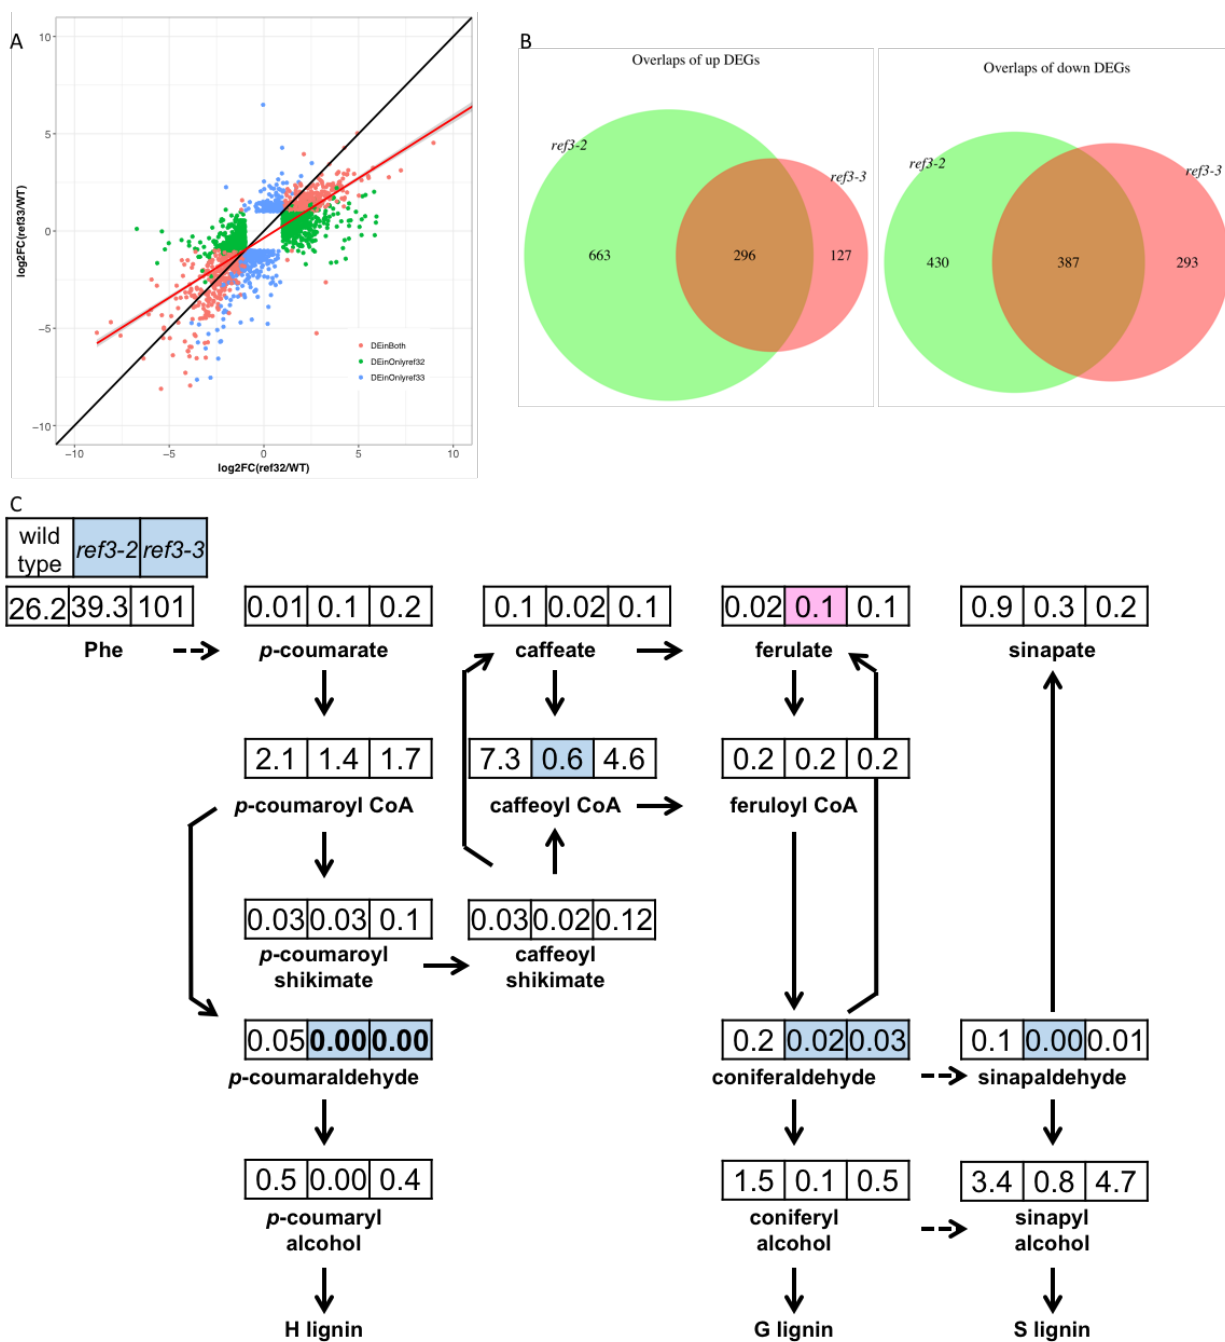 A
log2FC(ref33/WT)
10
5
0
−5
−10
−10
−5
0
5
10
log2FC(ref32/WT)
DEinBoth
DEinOnlyref32
DEinOnlyref33
B
Overlaps of up DEGs
ref3-2
ref3-3
663
296
127
Overlaps of down DEGs
ref3-2
ref3-3
430
387
293
C
wild type
ref3-2
ref3-3
26.2 39.3 101
Phe
0.01 0.1 0.2
p-coumarate
0.1 0.02 0.1
caffeate
0.02 0.1 0.1
ferulate
0.9 0.3 0.2
sinapate
2.1 1.4 1.7
p-coumaroyl CoA
7.3 0.6 4.6
caffeoyl CoA
0.2 0.2 0.2
feruloyl CoA
0.03 0.03 0.1
p-coumaroyl
shikimate
0.03 0.02 0.12
caffeoyl
shikimate
0.05 0.00 0.00
p-coumaraldehyde
0.2 0.02 0.03
coniferaldehyde
0.1 0.00 0.01
sinapaldehyde
0.5 0.00 0.4
p-coumaryl
alcohol
1.5 0.1 0.5
coniferyl
alcohol
3.4 0.8 4.7
sinapyl
alcohol
H lignin
G lignin
S lignin